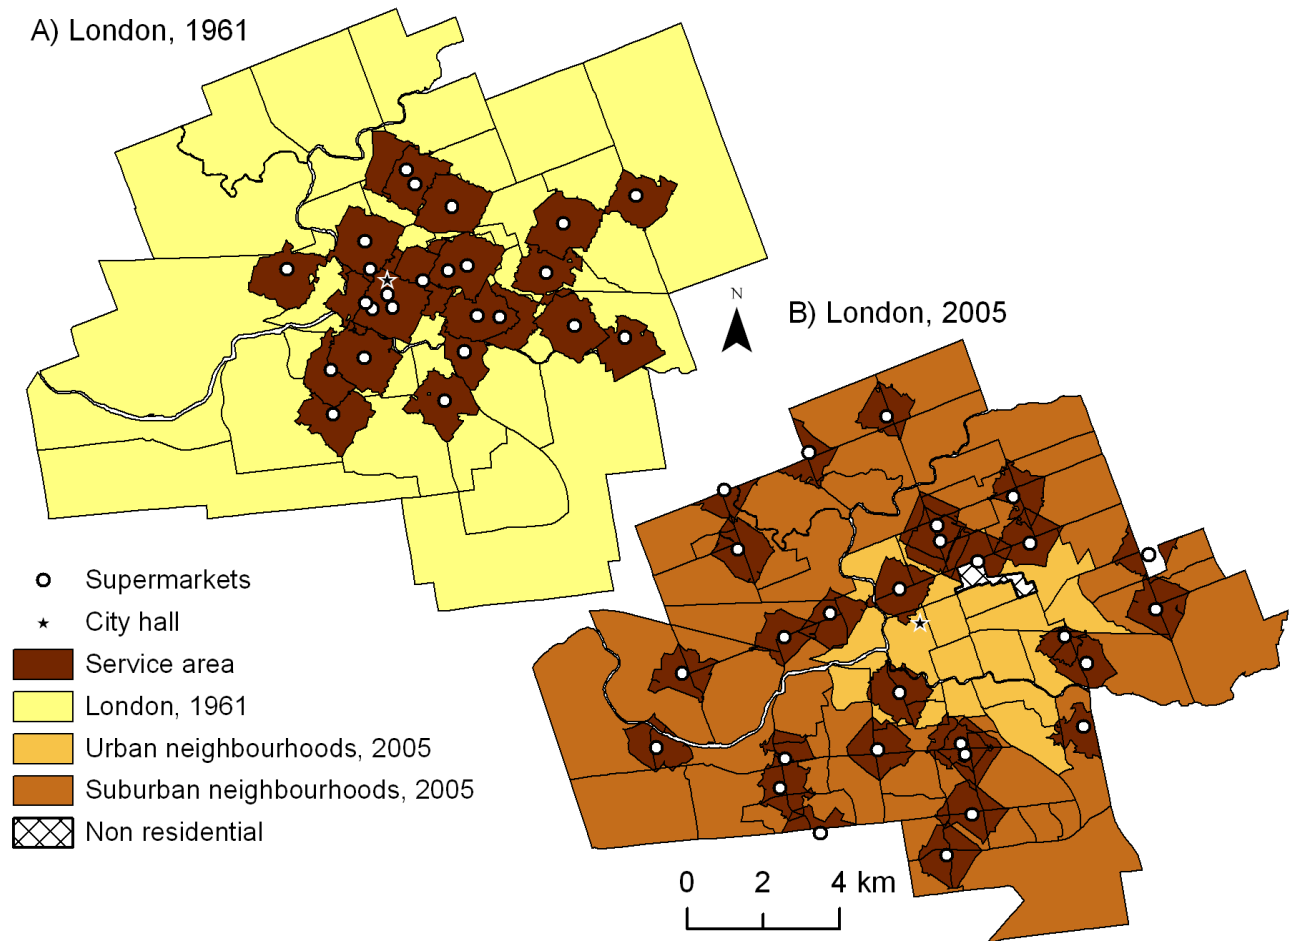 A) London, 1961
N
B) London, 2005
Supermarkets
City hall
Service area
London, 1961
Urban neighbourhoods, 2005
Suburban neighbourhoods, 2005
Non residential
0 2 4 km